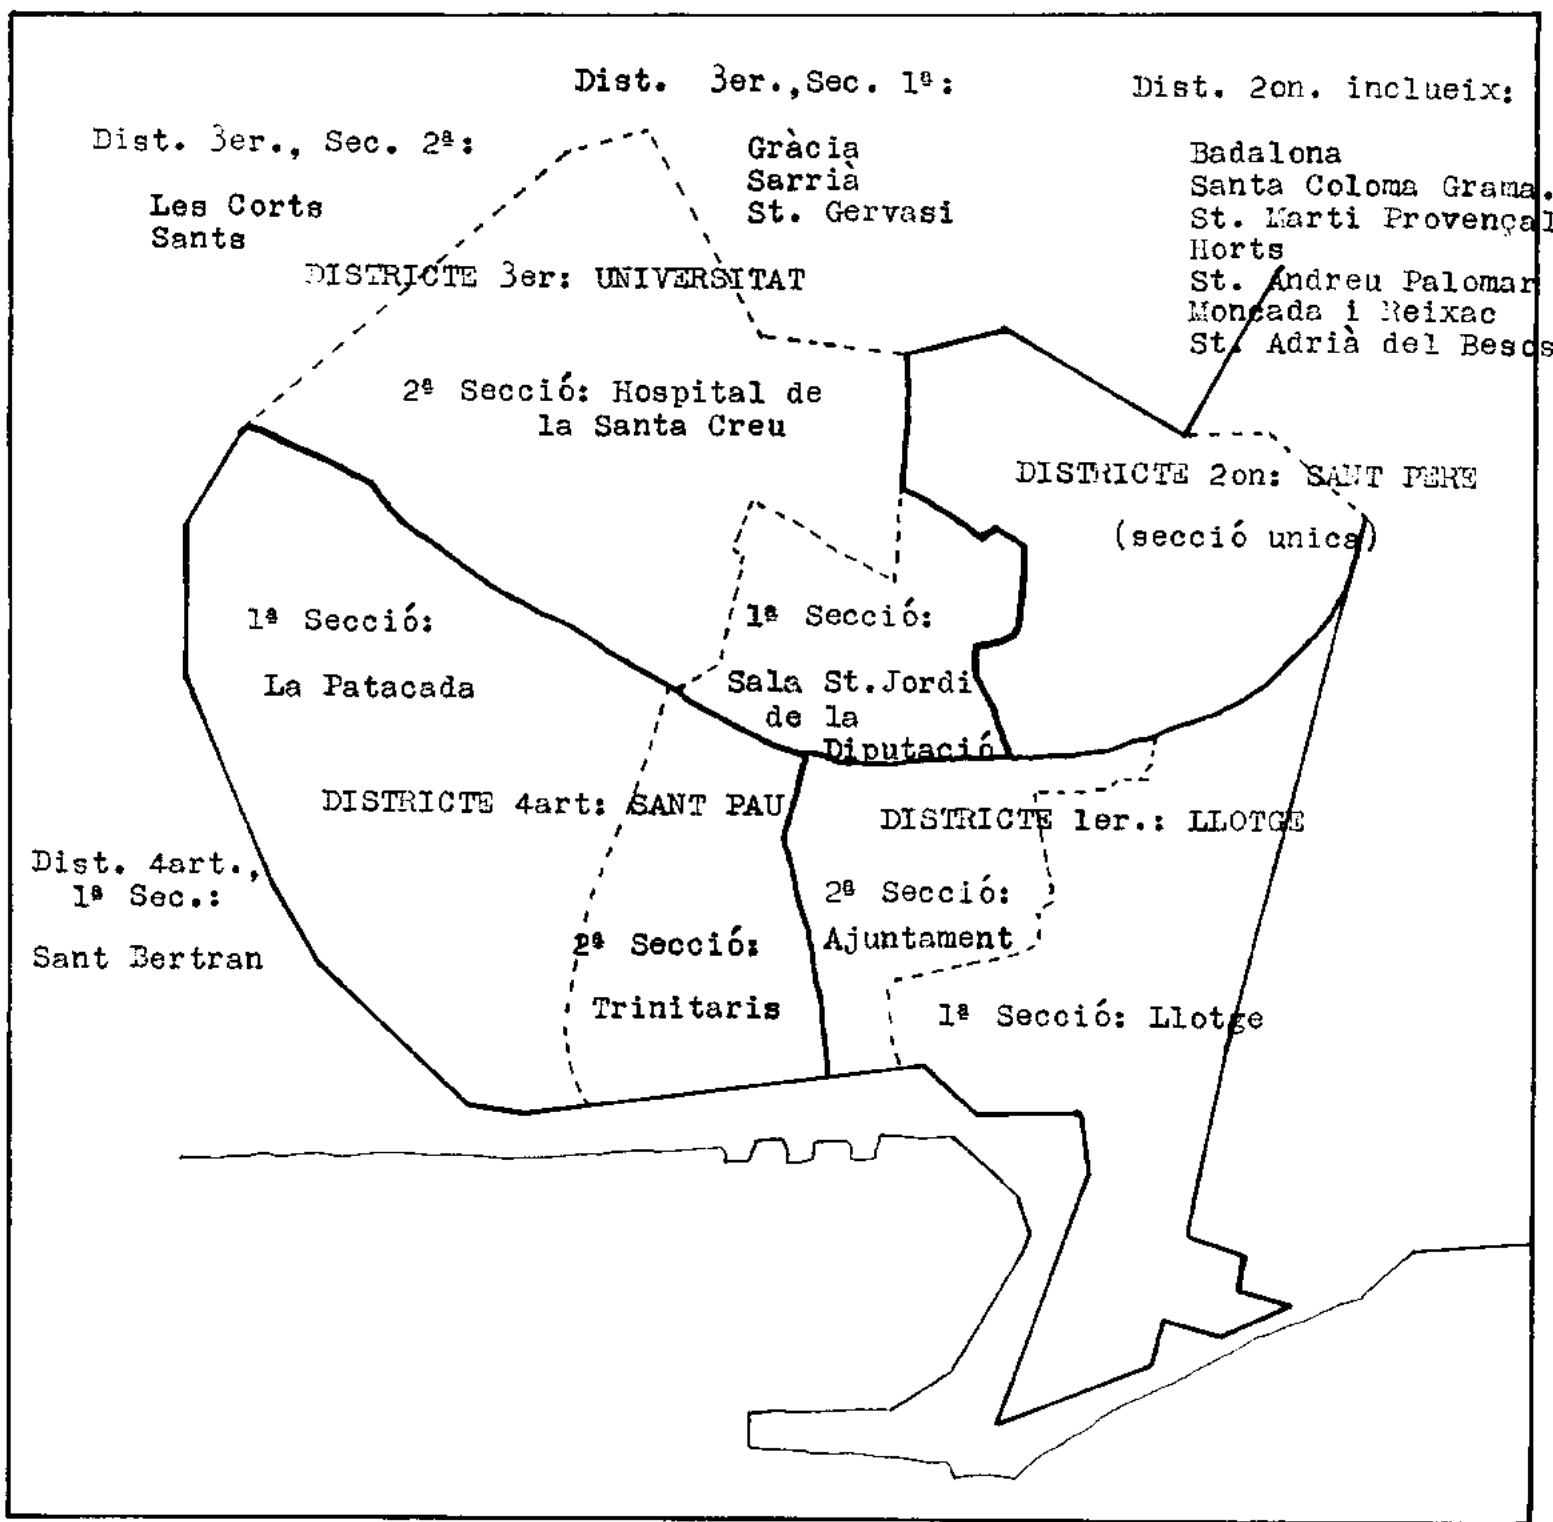 Dist. 3er., Sec. 2ª:
Les Corts
Sants
Dist. 3er.,Sec. 1ª:
Gràcia
Sarrià
St. Gervasi
Dist. 2on. inclueix:
Badalona
Santa Coloma Grama.
St. Marti Provençal
Horts
St. Andreu Palomar
Moncada i Reixac
St. Adrià del Besos
DISTRICTE 3er: UNIVERSITAT
2ª Secció: Hospital de
la Santa Creu
DISTRICTE 2on: SANT PERE
(secció unica)
1ª Secció:
La Patacada
1ª Secció:
Sala St.Jordi
de la
Diputació
DISTRICTE 4art: SANT PAU
DISTRICTE 1er.: LLOTGE
Dist. 4art.,
1ª Sec.:
Sant Bertran
2ª Secció:
Ajuntament
2ª Secció:
Trinitaris
1ª Secció: Llotge